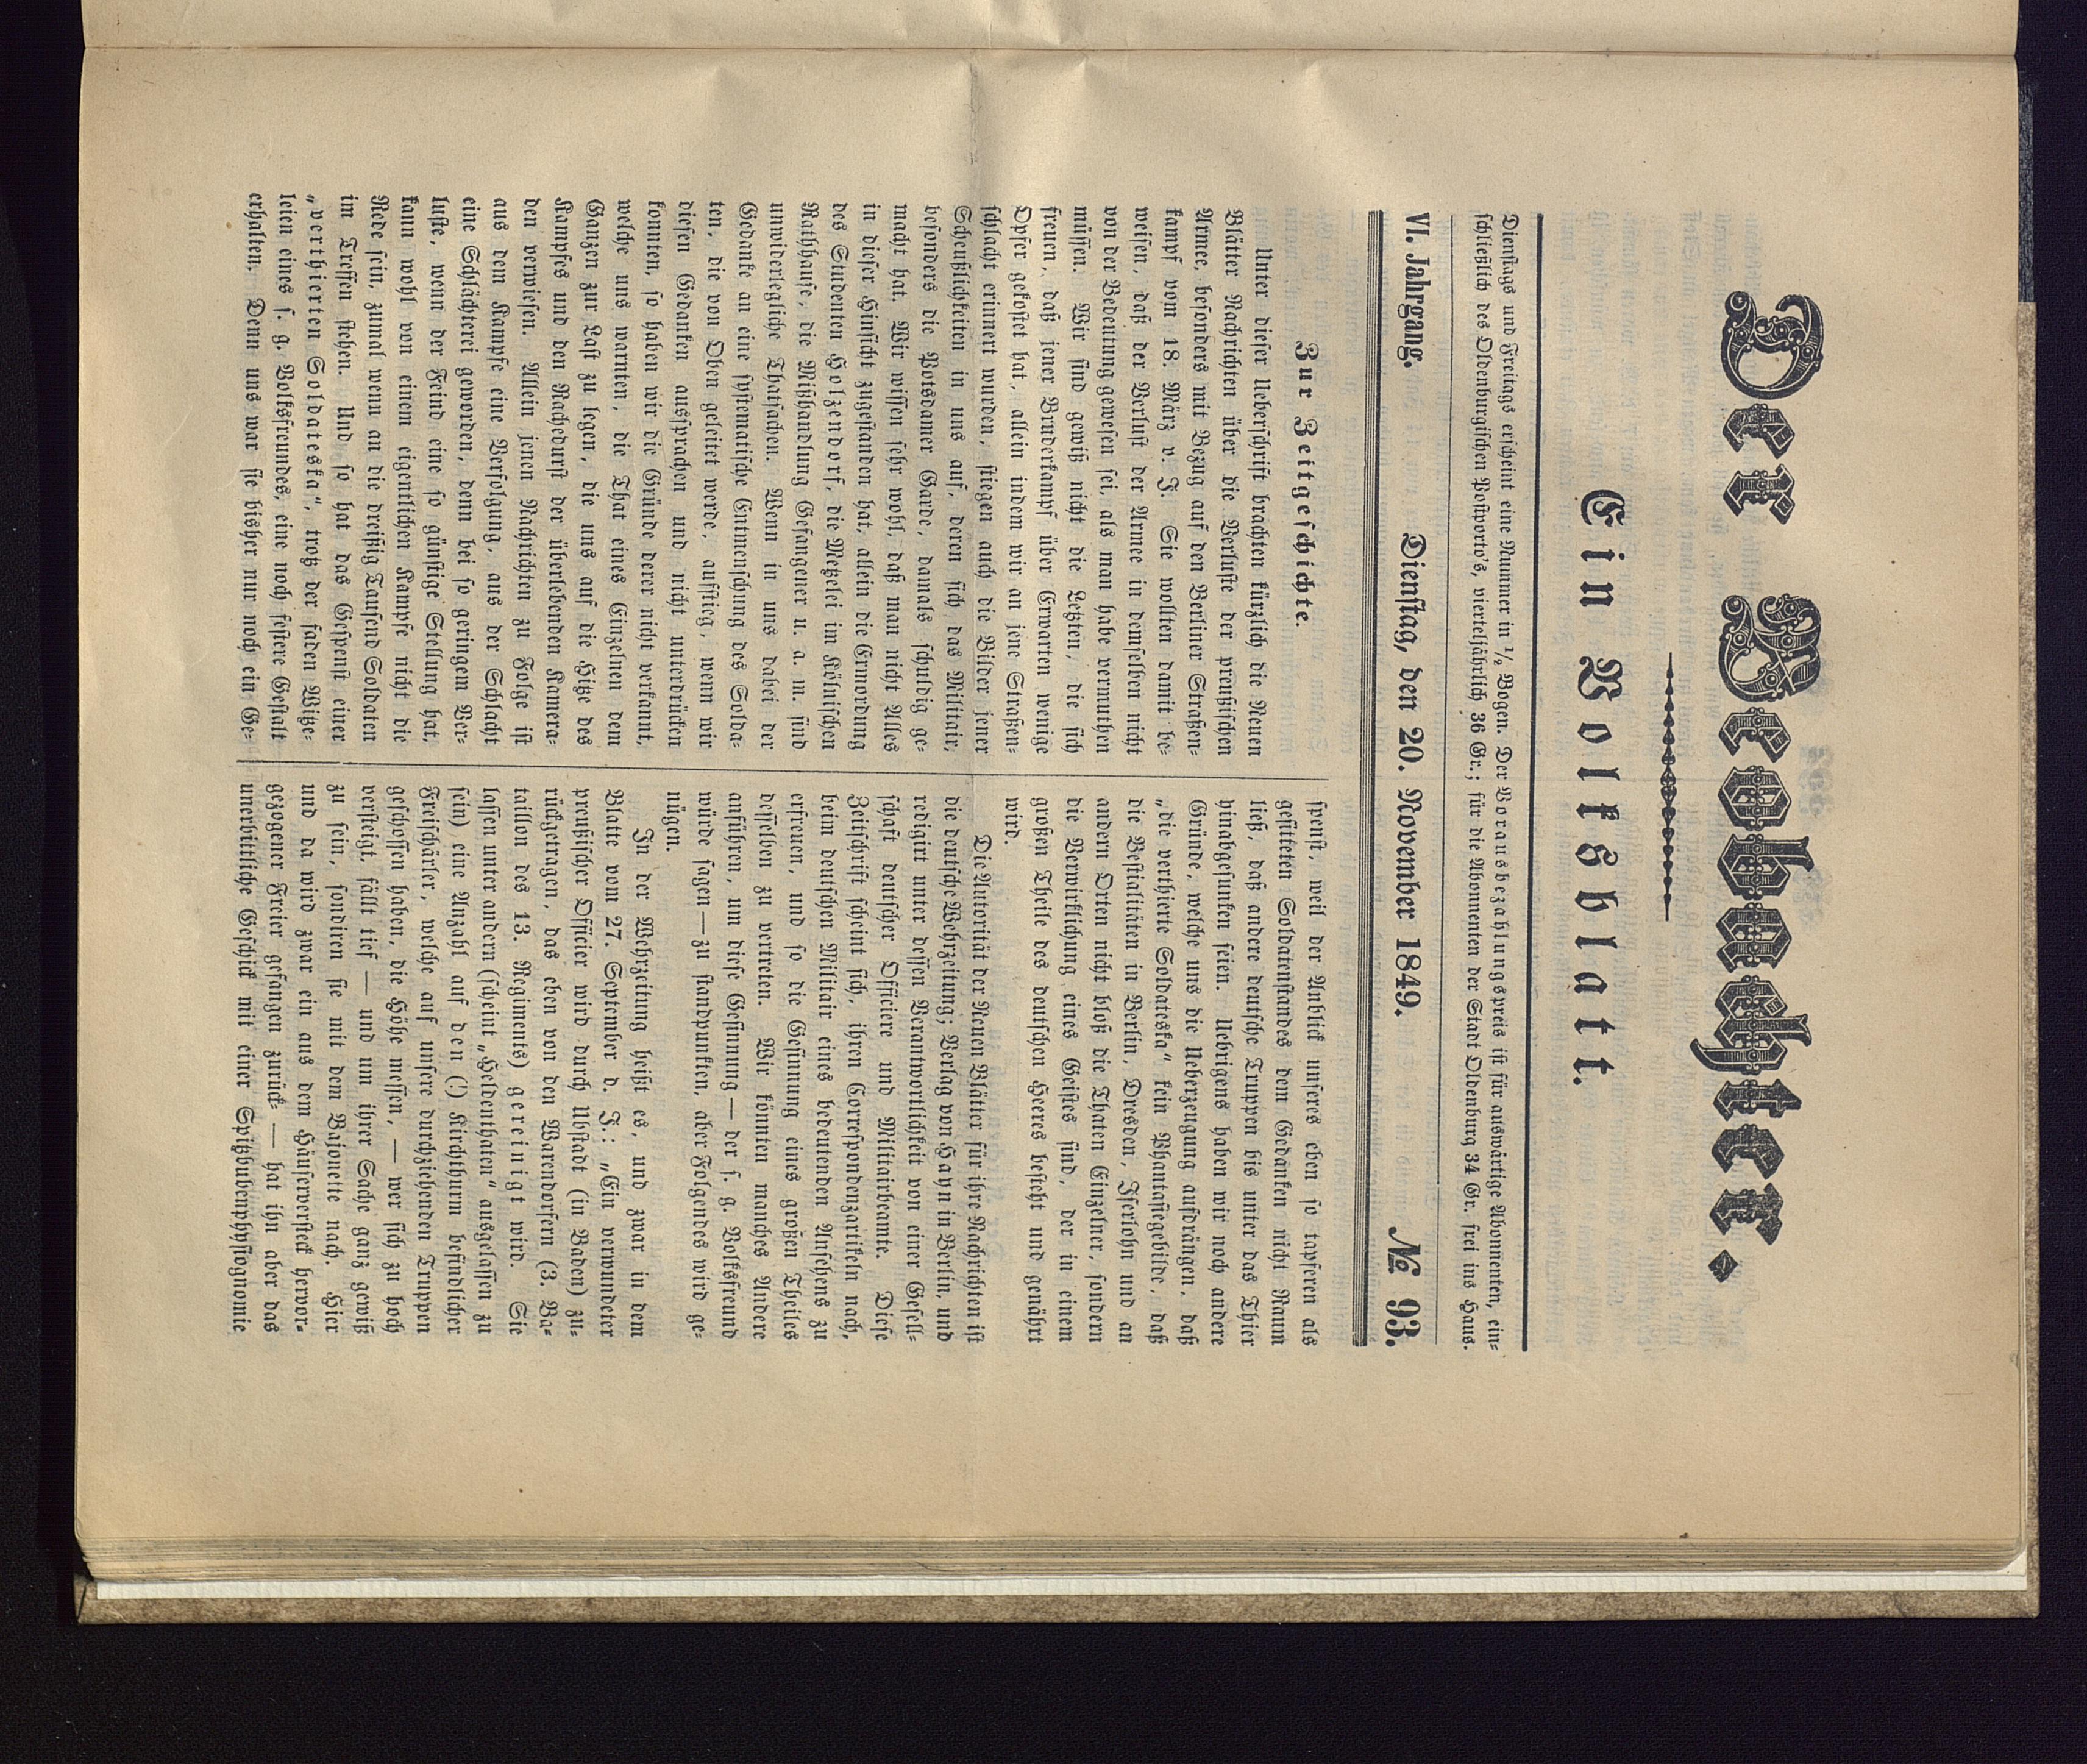 Der Beobachter.
Ein Volksblatt.
Dienstags und Freitags erscheint eine Nummer in ½ Bogen. Der Vorausbezahlungspreis ist für auswärtige Abonnenten, ein=
schließlich des Oldenburgischen Postporto's, vierteljährlich 36 Gr.; für die Abonnenten der Stadt Oldenburg 34 Gr. frei ins Haus.
VI. Jahrgang. Dienstag, den 20. November 1849. № 93.
Zur Zeitgeschichte.
Unter dieser Ueberschrift brachten kürzlich die Neuen
Blätter Nachrichten über die Verluste der preußischen
Armee, besonders mit Bezug auf den Berliner Straßen=
kampf vom 18. März v. J. Sie wollten damit be=
weisen, daß der Verlust der Armee in demselben nicht
von der Bedeutung gewesen sei, als man habe vermuthen
müssen. Wir sind gewiß nicht die Letzten, die sich
freuen, daß jener Bruderkampf über Erwarten wenige
Opfer gekostet hat, allein indem wir an jene Straßen=
schlacht erinnert wurden, stiegen auch die Bilder jener
Scheußlichkeiten in uns auf, deren sich das Militair,
besonders die Potsdamer Garde, damals schuldig ge=
macht hat. Wir wissen sehr wohl, daß man nicht Alles
in dieser Hinsicht zugestanden hat, allein die Ermordung
des Studenten Holzendorf, die Metzelei im Kölnischen
Rathhause, die Mißhandlung Gefangener u. a. m. sind
unwiderlegliche Thatsachen. Wenn in uns dabei der
Gedanke an eine systematische Entmenschung des Solda=
ten, die von Oben geleitet werde, aufstieg, wenn wir
diesen Gedanken aussprachen und nicht unterdrücken
konnten, so haben wir die Gründe derer nicht verkannt,
welche uns warnten, die That eines Einzelnen dem
Ganzen zur Last zu legen, die uns auf die Hitze des
Kampfes und den Rachedurst der überlebenden Kamera=
den verwiesen. Allein jenen Nachrichten zu Folge ist
aus dem Kampfe eine Verfolgung, aus der Schlacht
eine Schlächterei geworden, denn bei so geringem Ver=
luste, wenn der Feind eine so günstige Stellung hat,
kann wohl von einem eigentlichen Kampfe nicht die
Rede sein, zumal wenn an die dreißig Tausend Soldaten
im Treffen stehen. Und so hat das Gespenst einer
„verthierten Soldateska“, trotz der faden Witze=
leien eines s. g. Volksfreundes, eine noch festere Gestalt
erhalten. Denn uns war sie bisher nur noch ein Ge=
spenst, weil der Anblick unseres eben so tapferen als
gesitteten Soldatenstandes dem Gedanken nicht Raum
ließ, daß andere deutsche Truppen bis unter das Thier
hinabgesunken seien. Uebrigens haben wir noch andere
Gründe, welche uns die Ueberzeugung aufdrängen, daß
„die verthierte Soldateska“ kein Phantasiegebilde, daß
die Bestialitäten in Berlin, Dresden, Iserlohn und an
andern Orten nicht bloß die Thaten Einzelner, sondern
die Verwirklichung eines Geistes sind, der in einem
großen Theile des deutschen Heeres besteht und genährt
wird.
Die Autorität der Neuen Blätter für ihre Nachrichten ist
die deutsche Wehrzeitung; Verlag von Hayn in Berlin, und
redigirt unter dessen Verantwortlichkeit von einer Gesell=
schaft deutscher Officiere und Militairbeamte. Diese
Zeitschrift scheint sich, ihren Correspondenzartikeln nach,
beim deutschen Militair eines bedeutenden Ansehens zu
erfreuen, und so die Gesinnung eines großen Theiles
desselben zu vertreten. Wir könnten manches Andere
anführen, um diese Gesinnung — der s. g. Volksfreund
würde sagen — zu standpunkten, aber Folgendes wird ge=
nügen.
In der Wehrzeitung heißt es, und zwar in dem
Blatte vom 27. September d. J.: „Ein verwundeter
preußischer Officier wird durch Ubstadt (in Baden) zu=
rückgetragen, das eben von den Warendorfern (3. Ba=
taillon des 13. Regiments) gereinigt wird. Sie
lassen unter andern (scheint „Heldenthaten“ ausgelassen zu
sein) eine Anzahl auf den (!) Kirchthurm befindlicher
Freischärler, welche auf unsere durchziehenden Truppen
geschossen haben, die Höhe messen, — wer sich zu hoch
versteigt, fällt tief — und um ihrer Sache ganz gewiß
zu sein, sondiren sie mit dem Bajonette nach. Hier
und da wird zwar ein aus dem Häuserversteck hervor=
gezogener Freier gefangen zurück= — hat ihn aber das
unerbittliche Geschick mit einer Spitzbubenphysiognomie